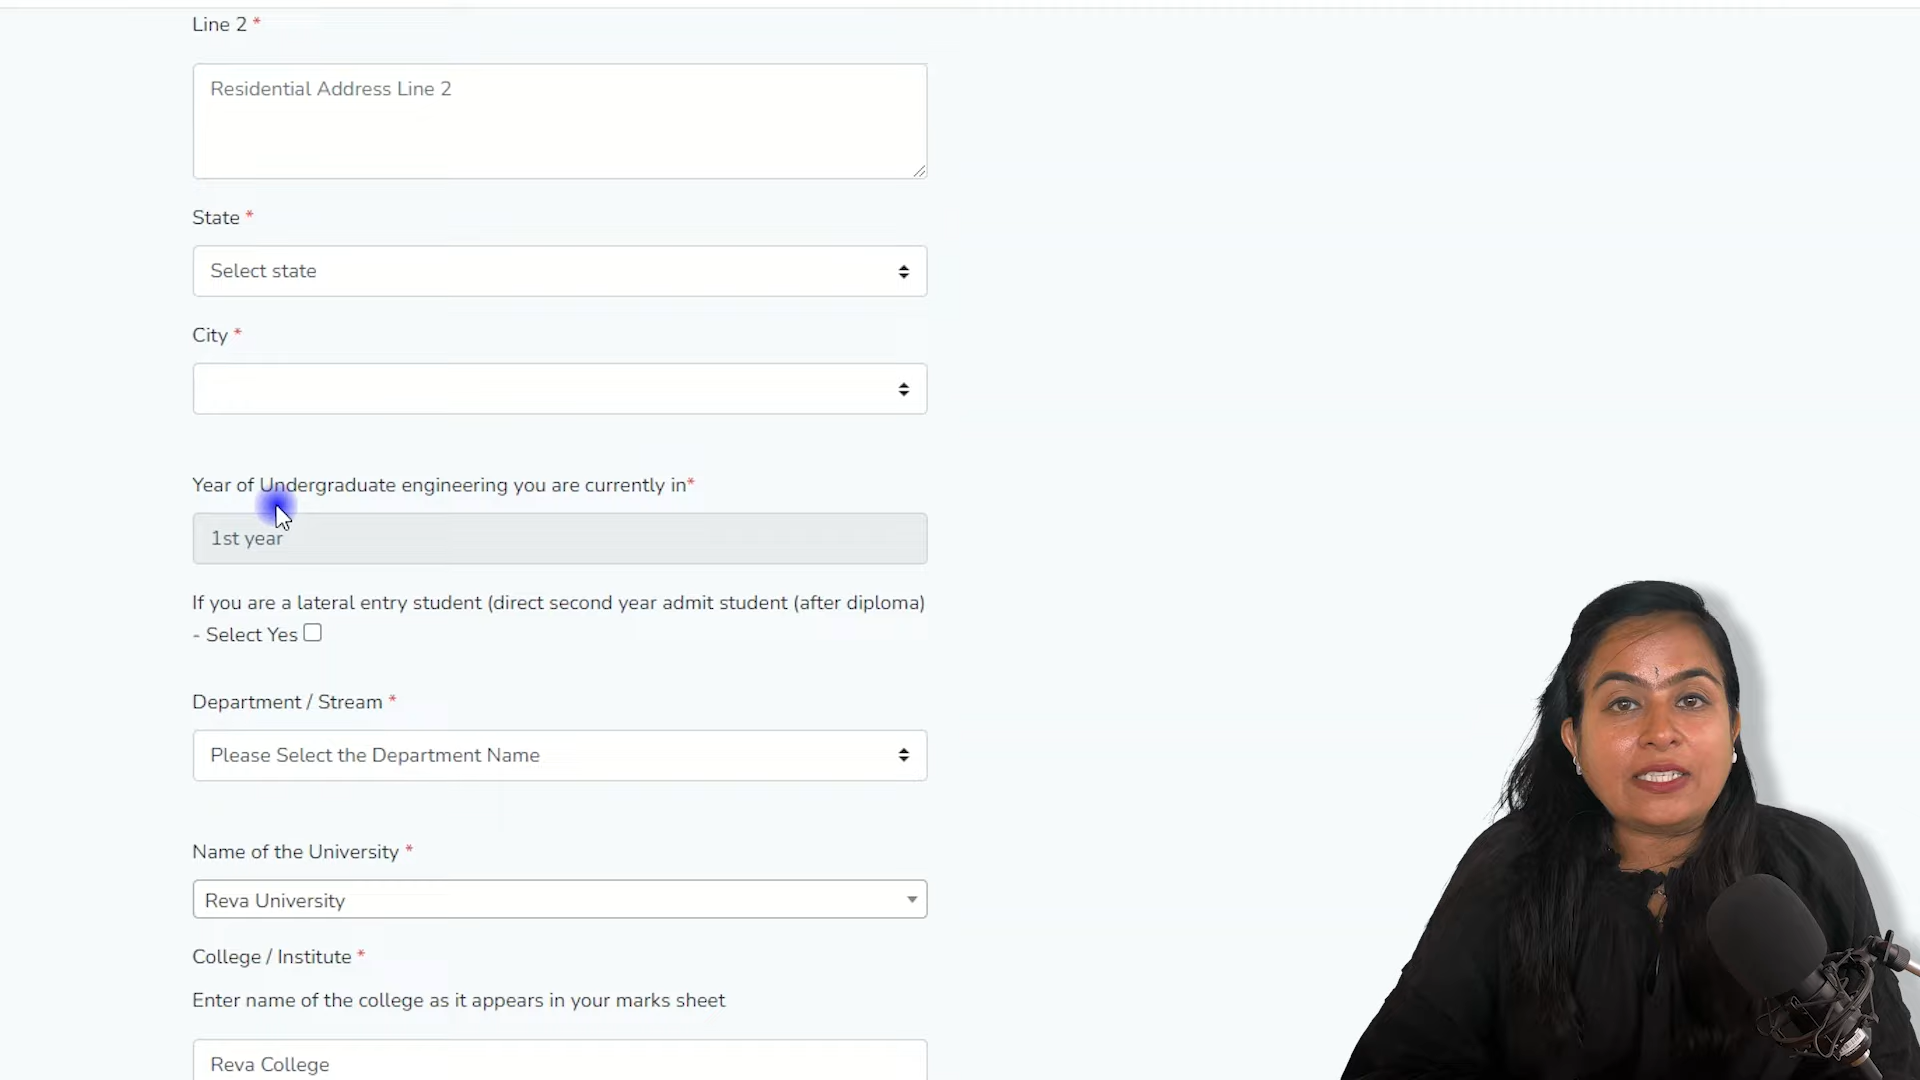 Line 2 *
Residential Address Line 2
State *
Select state
City *
Year of Undergraduate engineering you are currently in*
1st year
If you are a lateral entry student (direct second year admit student (after diploma)
- Select Yes
Department / Stream *
Please Select the Department Name
Name of the University *
Reva University
College / Institute *
Enter name of the college as it appears in your marks sheet
Reva College